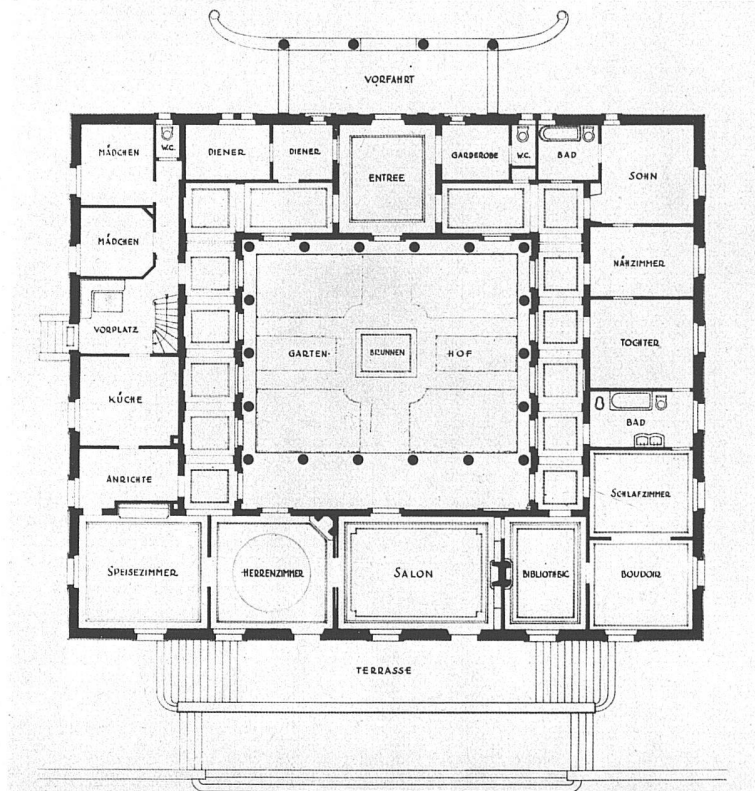 VORFAHRT
MÄDCHEN
W.C.
DIENER
DIENER
ENTREE
GARDEROBE
W.C.
BAD
SOHN
MÄDCHEN
NÄHZIMMER
VORPLATZ
GARTEN-
BRUNNEN
HOF
TOCHTER
KÜCHE
BAD
ANRICHTE
SCHLAFZIMMER
SPEISEZIMMER
HERRENZIMMER
SALON
BIBLIOTHEK
BOUDOIR
TERRASSE